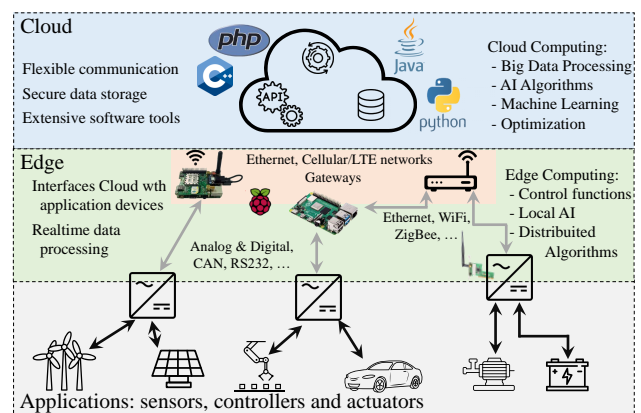 Cloud
Flexible communication
Secure data storage
Extensive software tools
php
C++
API
Java
python
Cloud Computing:
- Big Data Processing
- AI Algorithms
- Machine Learning
- Optimization
Edge
Interfaces Cloud wth
application devices
Realtime data
processing
Ethernet, Cellular/LTE networks
Gateways
Analog & Digital,
CAN, RS232, ...
Ethernet, WiFi,
ZigBee, ...
Edge Computing:
- Control functions
- Local AI
- Distribuited
Algorithms
Applications: sensors, controllers and actuators